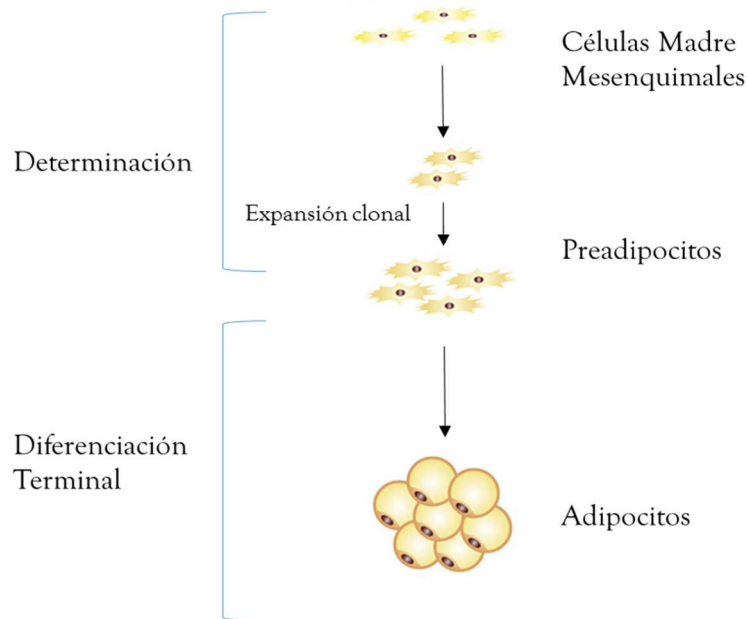 Células Madre
Mesenquimales
Determinación
Expansión clonal
Preadipocitos
Diferenciación
Terminal
Adipocitos